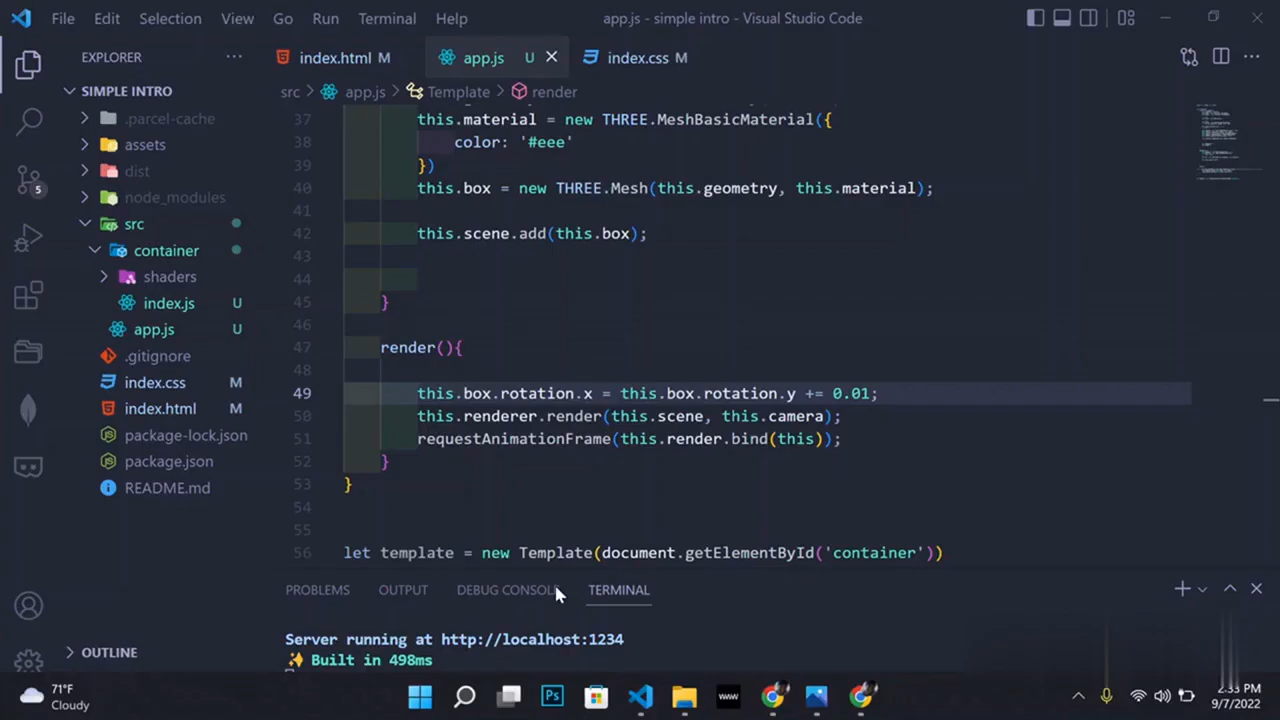 File Edit Selection View Go Run Terminal Help app.js - simple intro - Visual Studio Code
EXPLORER
index.html M app.js U index.css M
SIMPLE INTRO
src app.js Template render
.parcel-cache
assets
dist
node_modules
src
container
shaders
index.js U
app.js U
.gitignore
index.css M
index.html M
package-lock.json
package.json
README.md
OUTLINE
5
37 this.material = new THREE.MeshBasicMaterial({
38 color: '#eee'
39 })
40 this.box = new THREE.Mesh(this.geometry, this.material);
41
42 this.scene.add(this.box);
43
44
45 }
46
47 render(){
48
49 this.box.rotation.x = this.box.rotation.y += 0.01;
50 this.renderer.render(this.scene, this.camera);
51 requestAnimationFrame(this.render.bind(this));
52 }
53 }
54
55
56 let template = new Template(document.getElementById('container'))
PROBLEMS OUTPUT DEBUG CONSOLE TERMINAL
Server running at http://localhost:1234
✨ Built in 498ms
71°F
Cloudy
Ps
www
9/7/2022